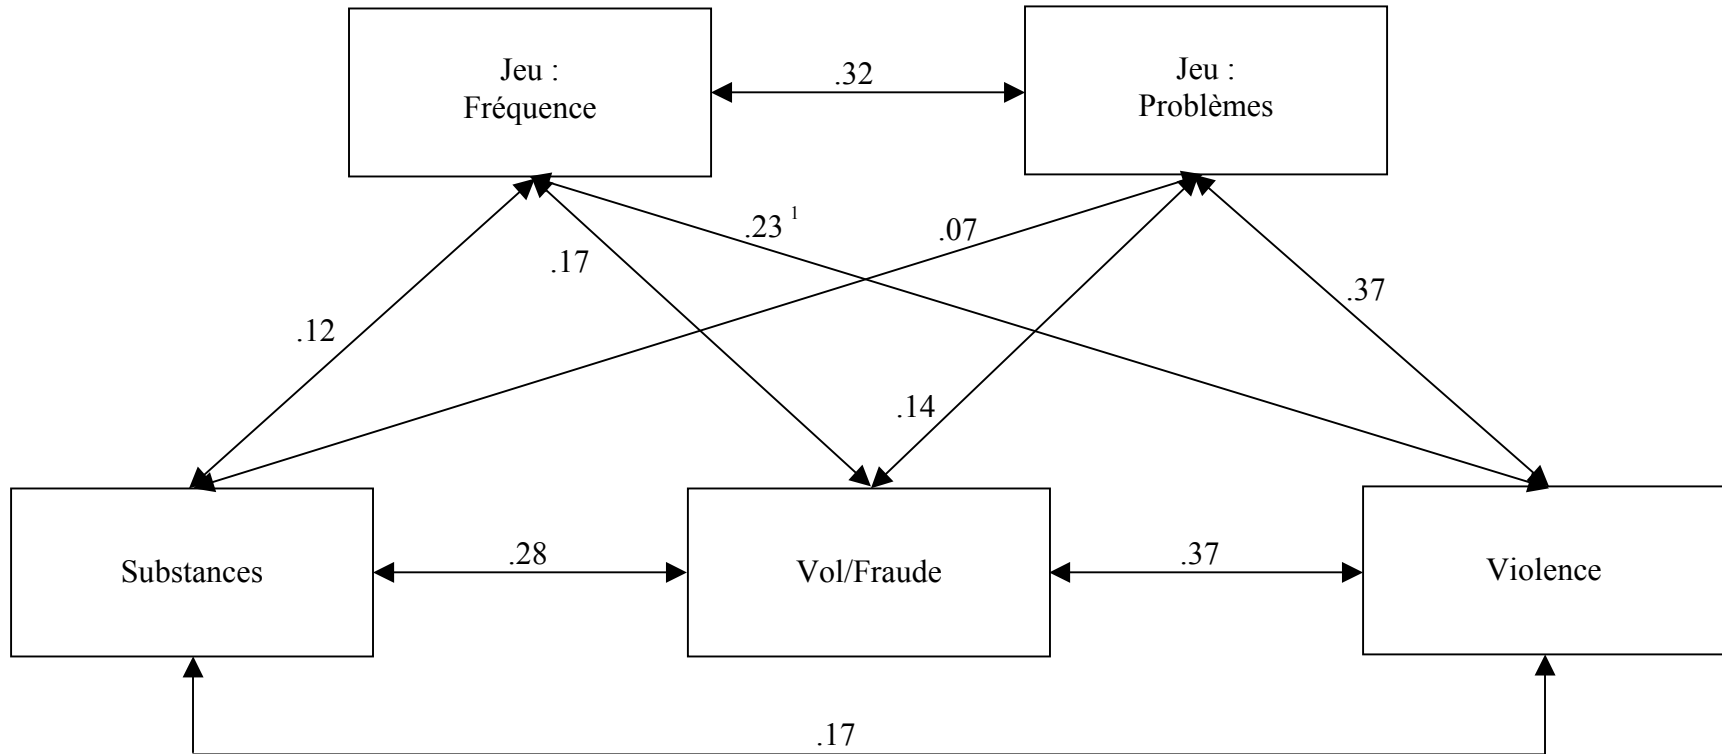 Jeu :
Fréquence
.32
Jeu :
Problèmes
.23 1
.07
.17
.37
.12
.14
Substances
.28
Vol/Fraude
.37
Violence
.17